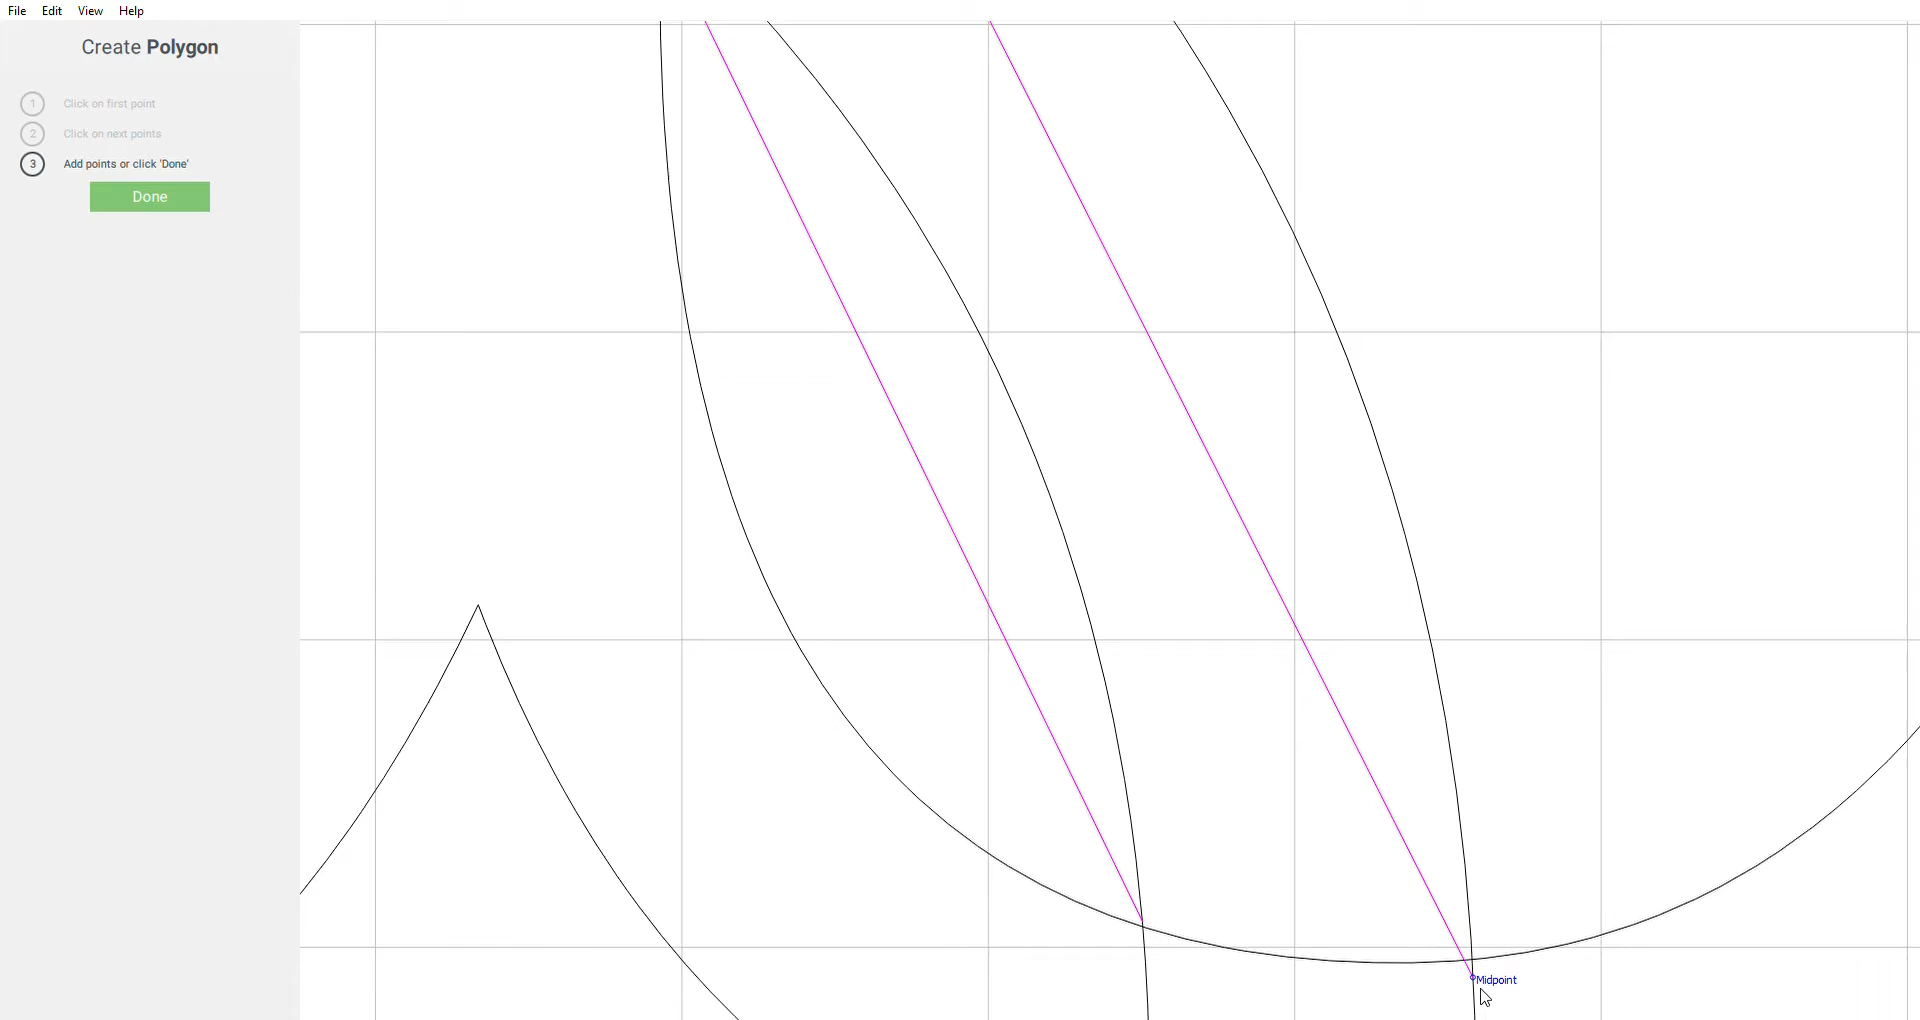 File Edit View Help
Create Polygon
1 Click on first point
2 Click on next points
3 Add points or click 'Done'
Done
Midpoint